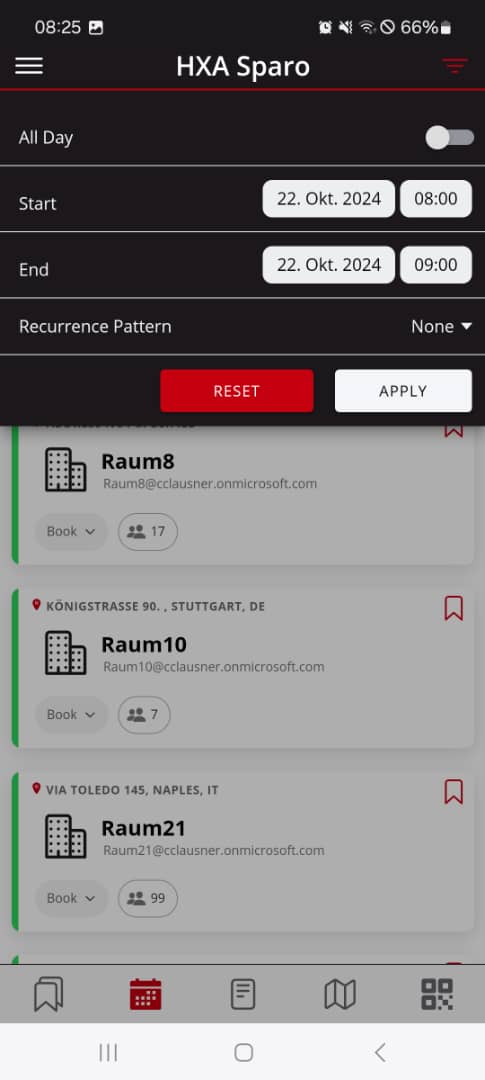 08:25 66%
HXA Sparo
All Day
Start 22. Okt. 2024 08:00
End 22. Okt. 2024 09:00
Recurrence Pattern None
RESET APPLY
Raum8
Raum8@cclausner.onmicrosoft.com
Book 17
KÖNIGSTRASSE 90. , STUTTGART, DE
Raum10
Raum10@cclausner.onmicrosoft.com
Book 7
VIA TOLEDO 145, NAPLES, IT
Raum21
Raum21@cclausner.onmicrosoft.com
Book 99